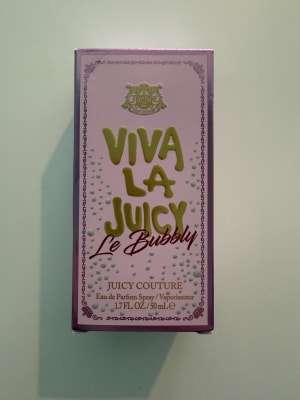 VIVA
LA
JUICY
Le Bubbly
JUICY COUTURE
Eau de Parfum Spray / Vaporisateur
1.7 FL. OZ. / 50 mL ℮